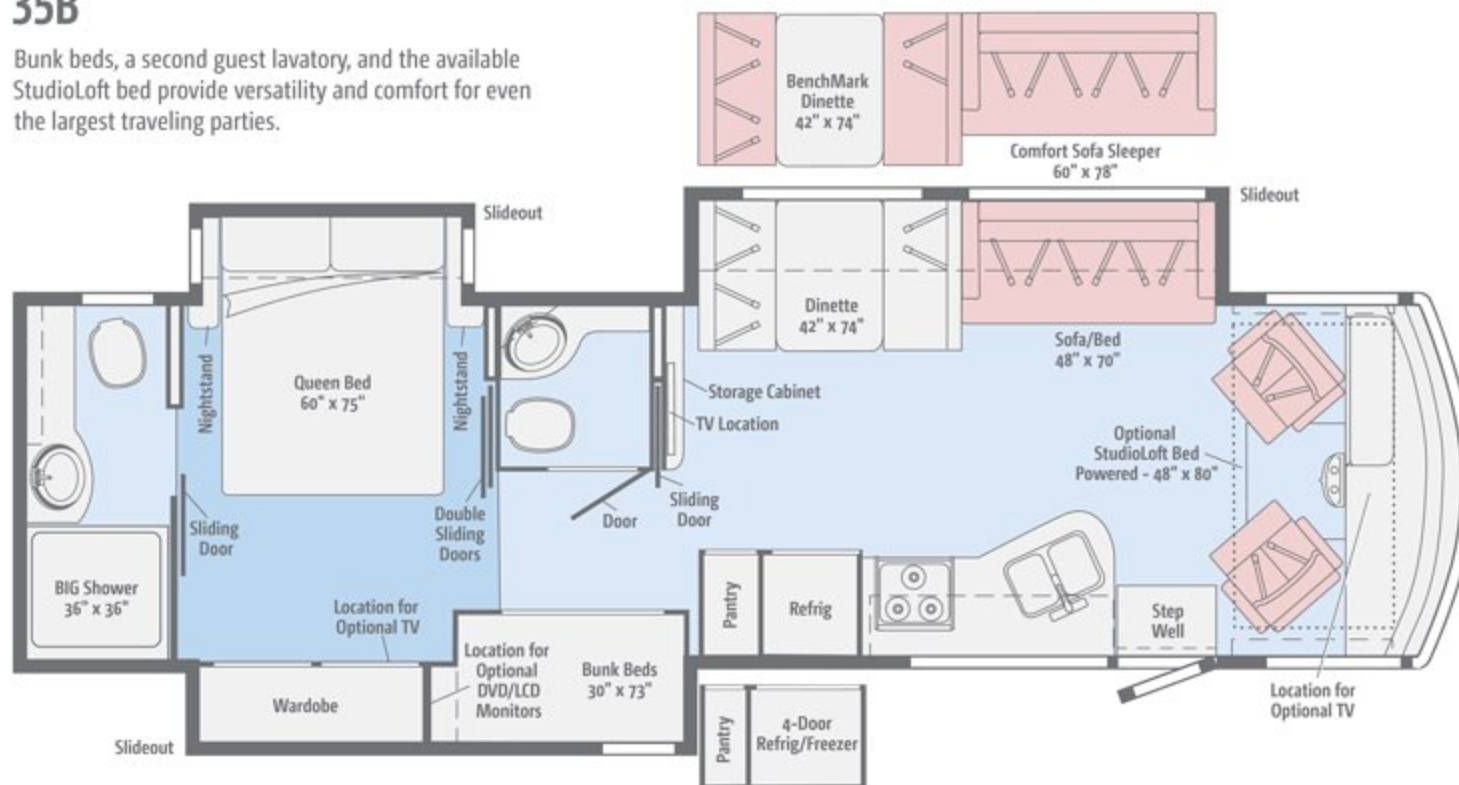 35B
Bunk beds, a second guest lavatory, and the available
StudioLoft bed provide versatility and comfort for even
the largest traveling parties.
BenchMark
Dinette
42" x 74"
Comfort Sofa Sleeper
60" x 78"
Slideout
Slideout
Nightstand
Queen Bed
60" x 75"
Nightstand
Dinette
42" x 74"
Sofa/Bed
48" x 70"
Storage Cabinet
TV Location
Optional
StudioLoft Bed
Powered - 48" x 80"
Sliding
Door
Double
Sliding
Doors
Door
Sliding
Door
BIG Shower
36" x 36"
Location for
Optional TV
Pantry
Refrig
Step
Well
Location for
Optional
DVD/LCD
Monitors
Bunk Beds
30" x 73"
Wardobe
Location for
Optional TV
Slideout
Pantry
4-Door
Refrig/Freezer